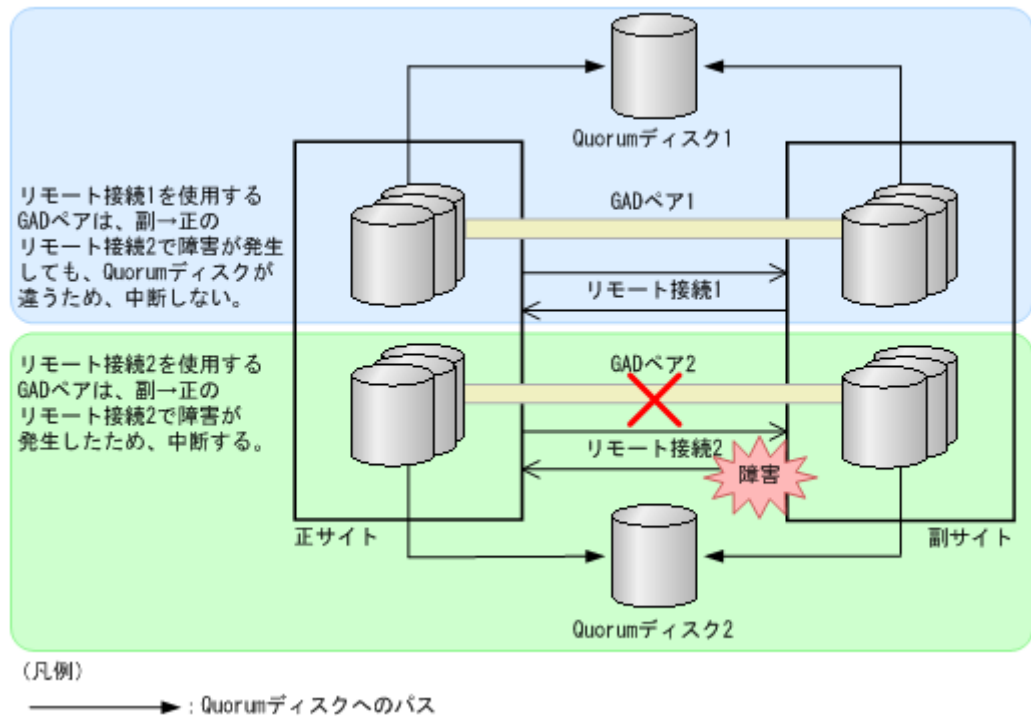 Quorumディスク1
リモート接続1を使用する
GADペアは、副→正の
リモート接続2で障害が発生
しても、Quorumディスクが
違うため、中断しない。
GADペア1
リモート接続1
リモート接続2を使用する
GADペアは、副→正の
リモート接続2で障害が
発生したため、中断する。
GADペア2
リモート接続2
障害
正サイト
副サイト
Quorumディスク2
(凡例)
:Quorumディスクへのパス